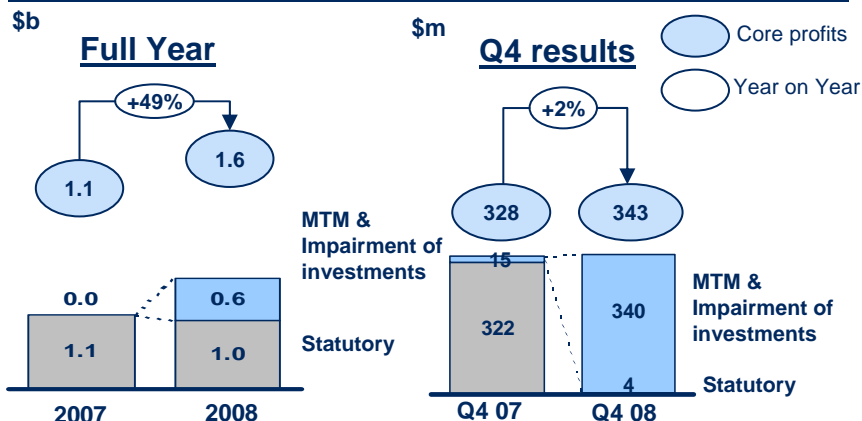 $b
Full Year
+49%
1.1
1.6
0.0
0.6
1.1
1.0
2007
2008
MTM &
Impairment of
investments
Statutory
$m
Q4 results
Core profits
Year on Year
+2%
328
343
15
322
340
4
Q4 07
Q4 08
MTM &
Impairment of
investments
Statutory